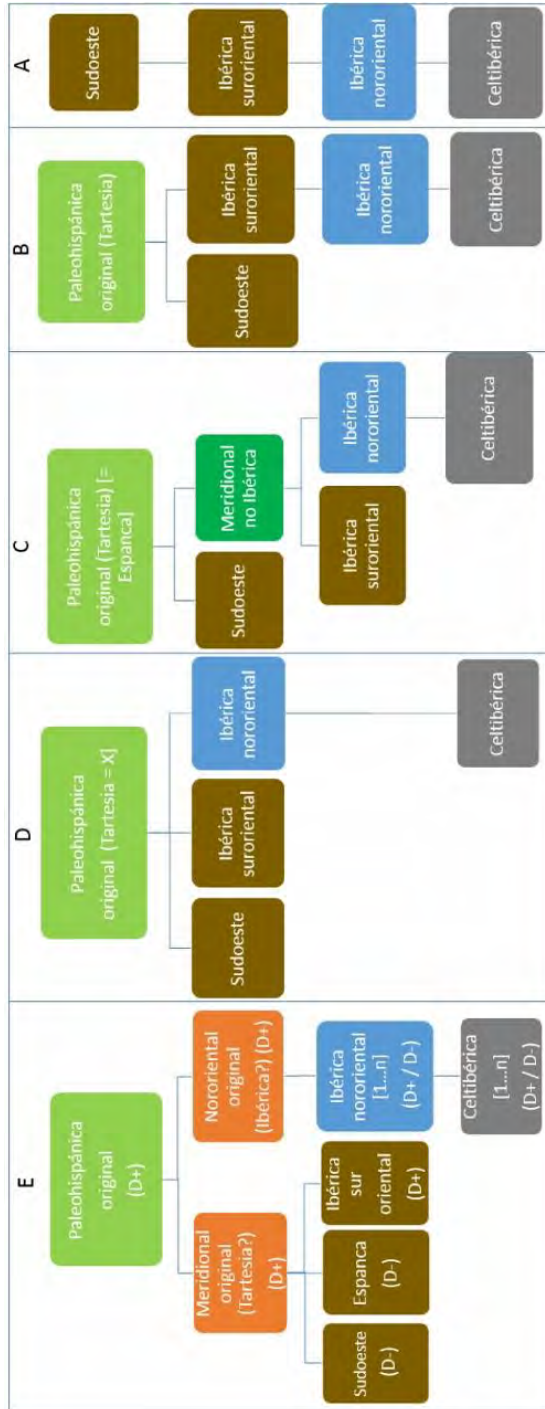 E
Paleohispánica
original
(D+)
Meridional
original
(Tartesia?)
(D+)
Nororiental
original
(Ibérica?) (D+)
Sudoeste
(D-)
Espanca
(D-)
Ibérica
sur
oriental
(D+)
Ibérica
nororiental
[1...n]
(D+ / D-)
Celtibérica
[1...n]
(D+ / D-)
D
Paleohispánica
original (Tartesia = X]
Sudoeste
Ibérica
suroriental
Ibérica
nororiental
Celtibérica
C
Paleohispánica
original (Tartesia) [=
Espanca]
Sudoeste
Meridional
no Ibérica
Ibérica
suroriental
Ibérica
nororiental
Celtibérica
B
Paleohispánica
original (Tartesia)
Sudoeste
Ibérica
suroriental
Ibérica
nororiental
Celtibérica
A
Sudoeste
Ibérica
suroriental
Ibérica
nororiental
Celtibérica